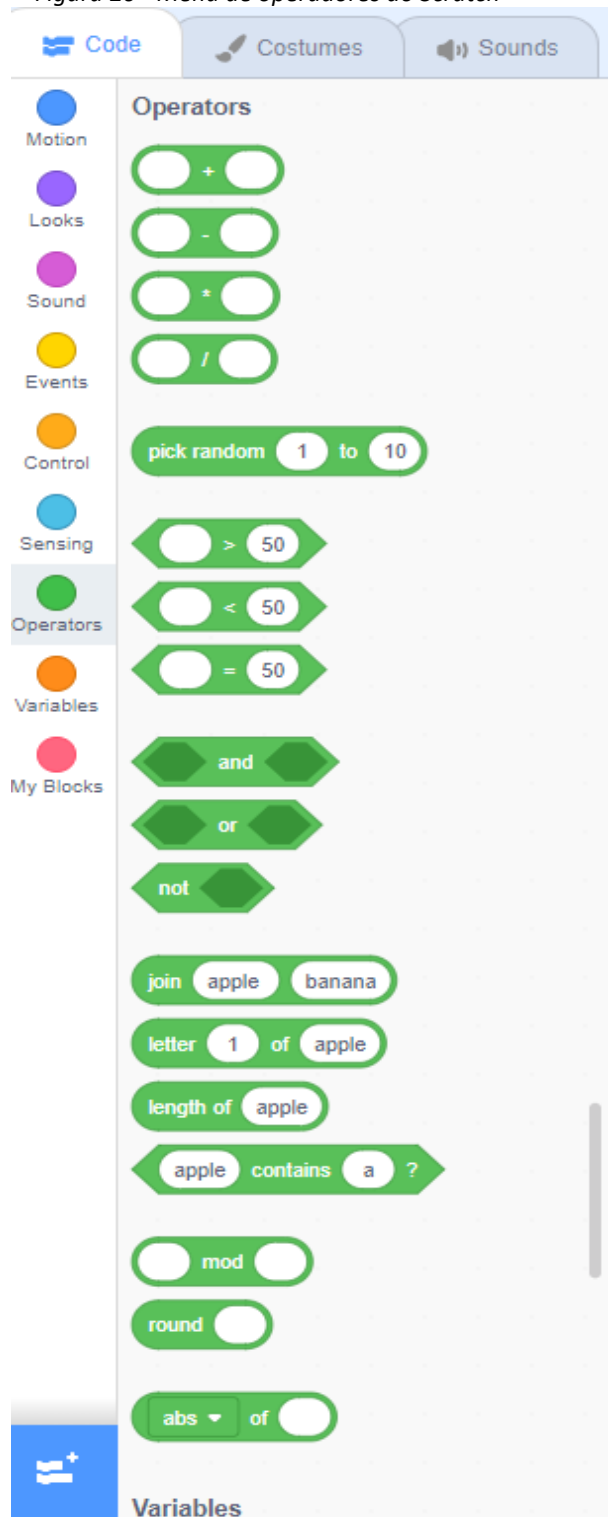 Code Costumes Sounds
Motion
Looks
Sound
Events
Control
Sensing
Operators
Variables
My Blocks
Operators
+
-
*
/
pick random 1 to 10
> 50
< 50
= 50
and
or
not
join apple banana
letter 1 of apple
length of apple
apple contains a ?
mod
round
abs of
Variables